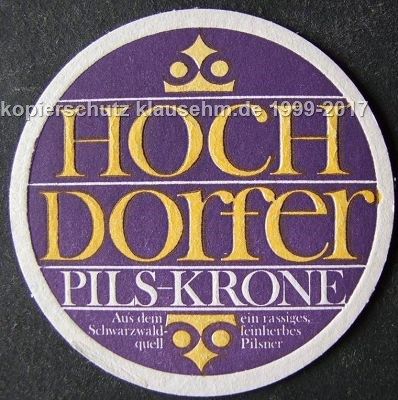 kopierschutz klausehm.de 1999-2017
HOCH
DORfer
PILS-KRONE
Aus dem
Schwarzwald-
quell
ein rassiges,
feinherbes
Pilsner